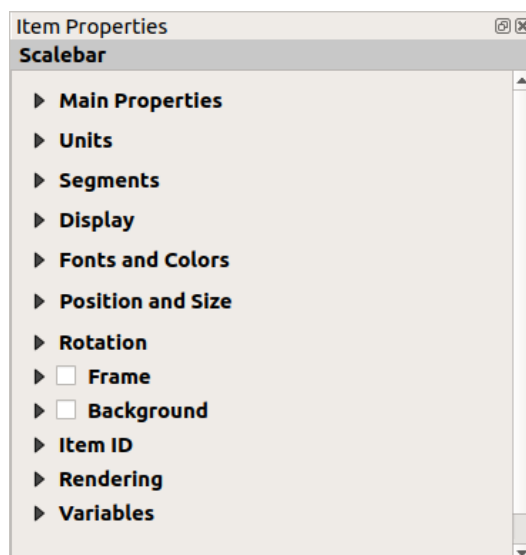 Item Properties
Scalebar
Main Properties
Units
Segments
Display
Fonts and Colors
Position and Size
Rotation
Frame
Background
Item ID
Rendering
Variables